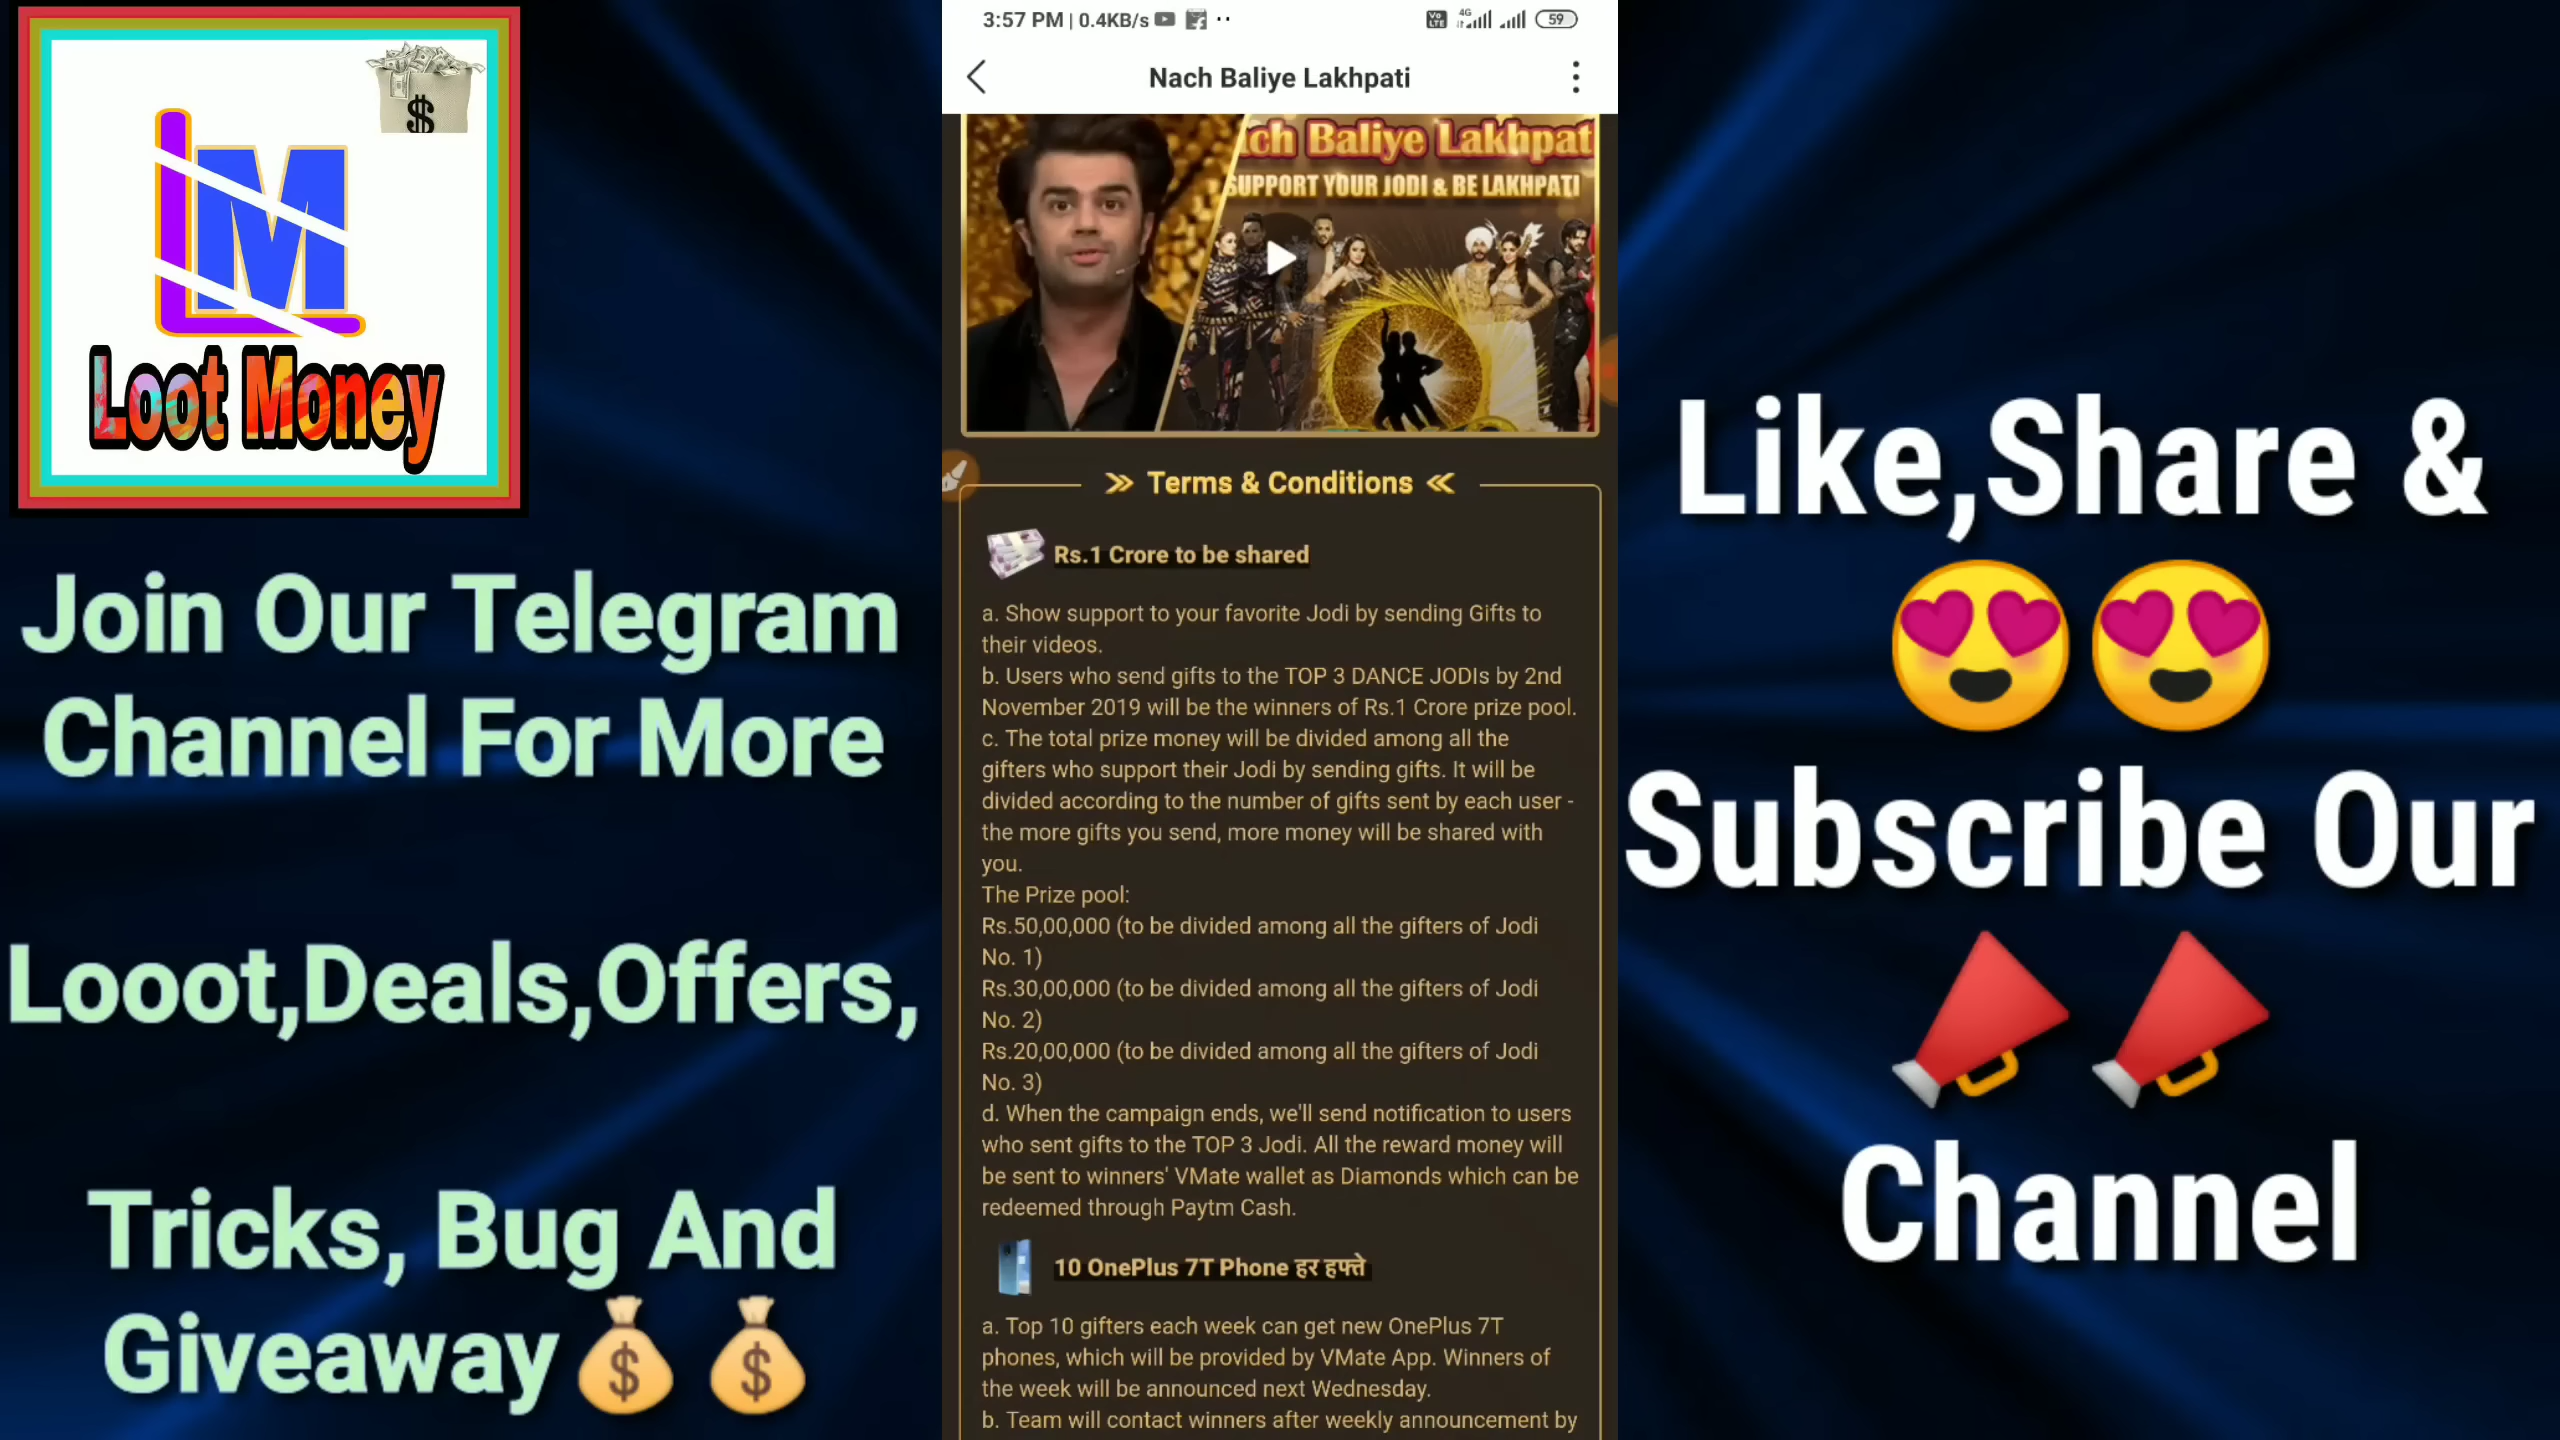 Loot Money
Join Our Telegram
Channel For More
Looot,Deals,Offers,
Tricks, Bug And
Giveaway
3:57 PM | 0.4KB/s
Vo LTE
4G
59
Nach Baliye Lakhpati
ch Baliye Lakhpat
SUPPORT YOUR JODI & BE LAKHPATI
Terms & Conditions
Rs.1 Crore to be shared
a. Show support to your favorite Jodi by sending Gifts to
their videos.
b. Users who send gifts to the TOP 3 DANCE JODIs by 2nd
November 2019 will be the winners of Rs.1 Crore prize pool.
c. The total prize money will be divided among all the
gifters who support their Jodi by sending gifts. It will be
divided according to the number of gifts sent by each user -
the more gifts you send, more money will be shared with
you.
The Prize pool:
Rs.50,00,000 (to be divided among all the gifters of Jodi
No. 1)
Rs.30,00,000 (to be divided among all the gifters of Jodi
No. 2)
Rs.20,00,000 (to be divided among all the gifters of Jodi
No. 3)
d. When the campaign ends, we'll send notification to users
who sent gifts to the TOP 3 Jodi. All the reward money will
be sent to winners' VMate wallet as Diamonds which can be
redeemed through Paytm Cash.
10 OnePlus 7T Phone हर हफ्ते
a. Top 10 gifters each week can get new OnePlus 7T
phones, which will be provided by VMate App. Winners of
the week will be announced next Wednesday.
b. Team will contact winners after weekly announcement by
Like,Share &
Subscribe Our
Channel